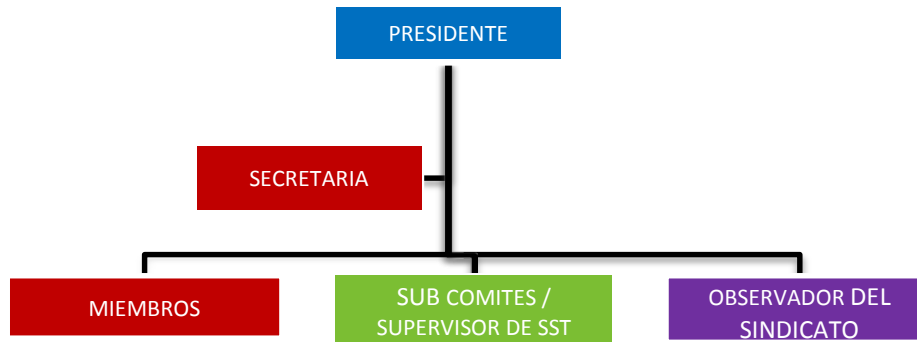 PRESIDENTE
SECRETARIA
MIEMBROS
SUB COMITES /
SUPERVISOR DE SST
OBSERVADOR DEL
SINDICATO